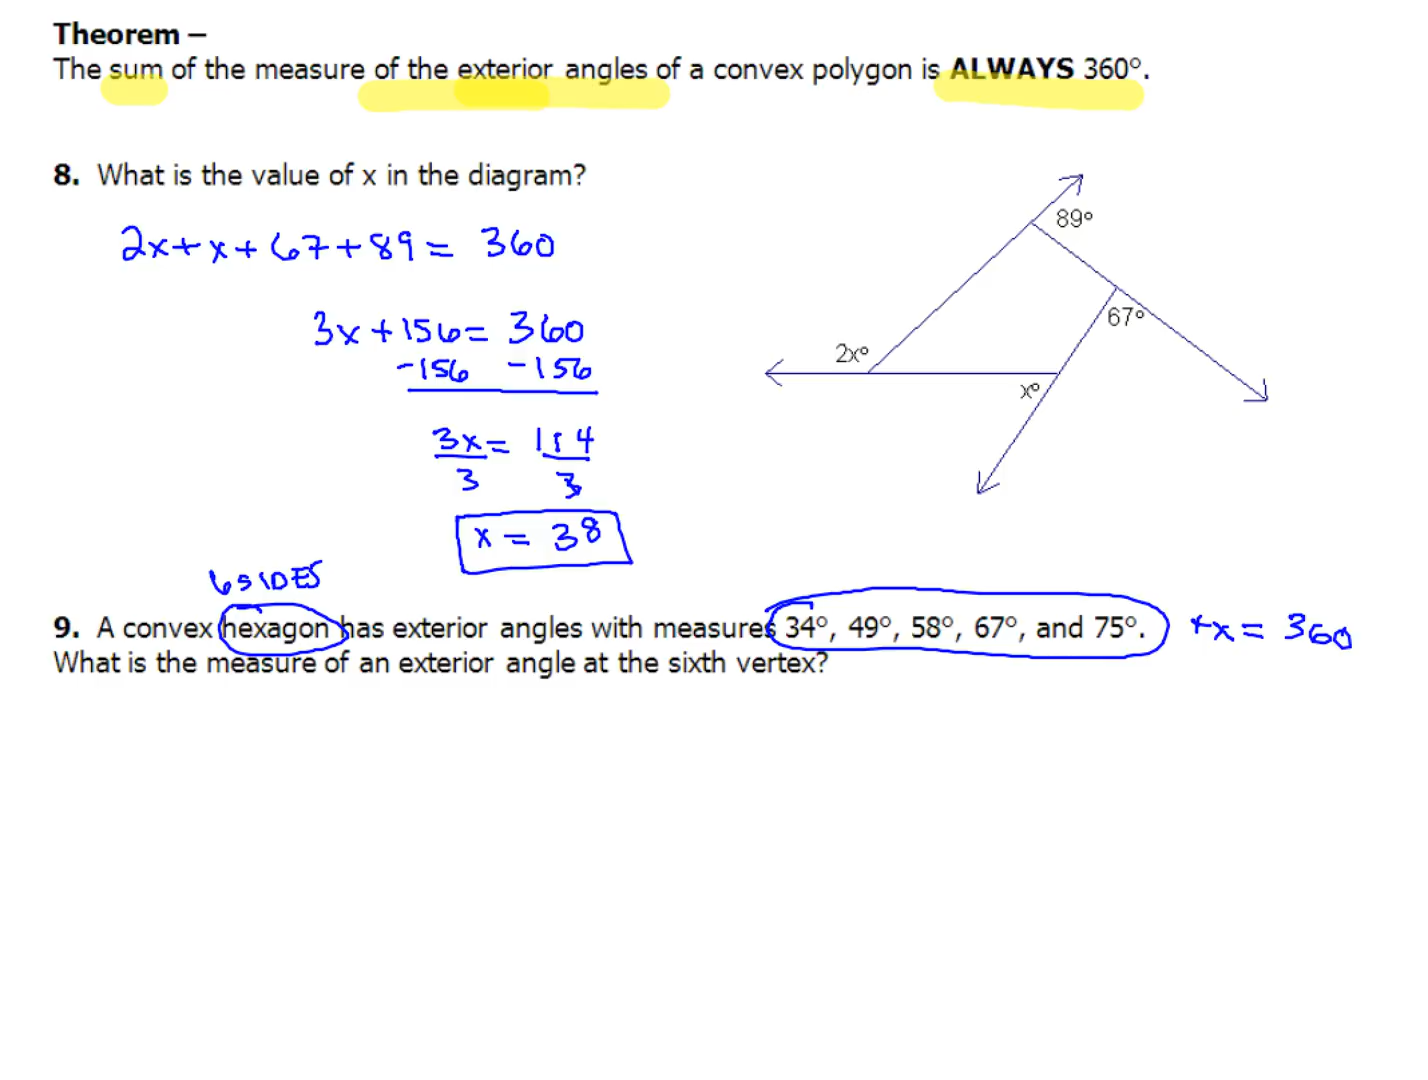 Theorem –
The sum of the measure of the exterior angles of a convex polygon is ALWAYS 360°.
8. What is the value of x in the diagram?
2x+x+67+89= 360
3x+156= 360
-156 -156
3x= 114
3 3
x = 38
89°
67°
2x°
x°
6 SIDES
9. A convex hexagon has exterior angles with measures 34°, 49°, 58°, 67°, and 75°. +x= 360
What is the measure of an exterior angle at the sixth vertex?